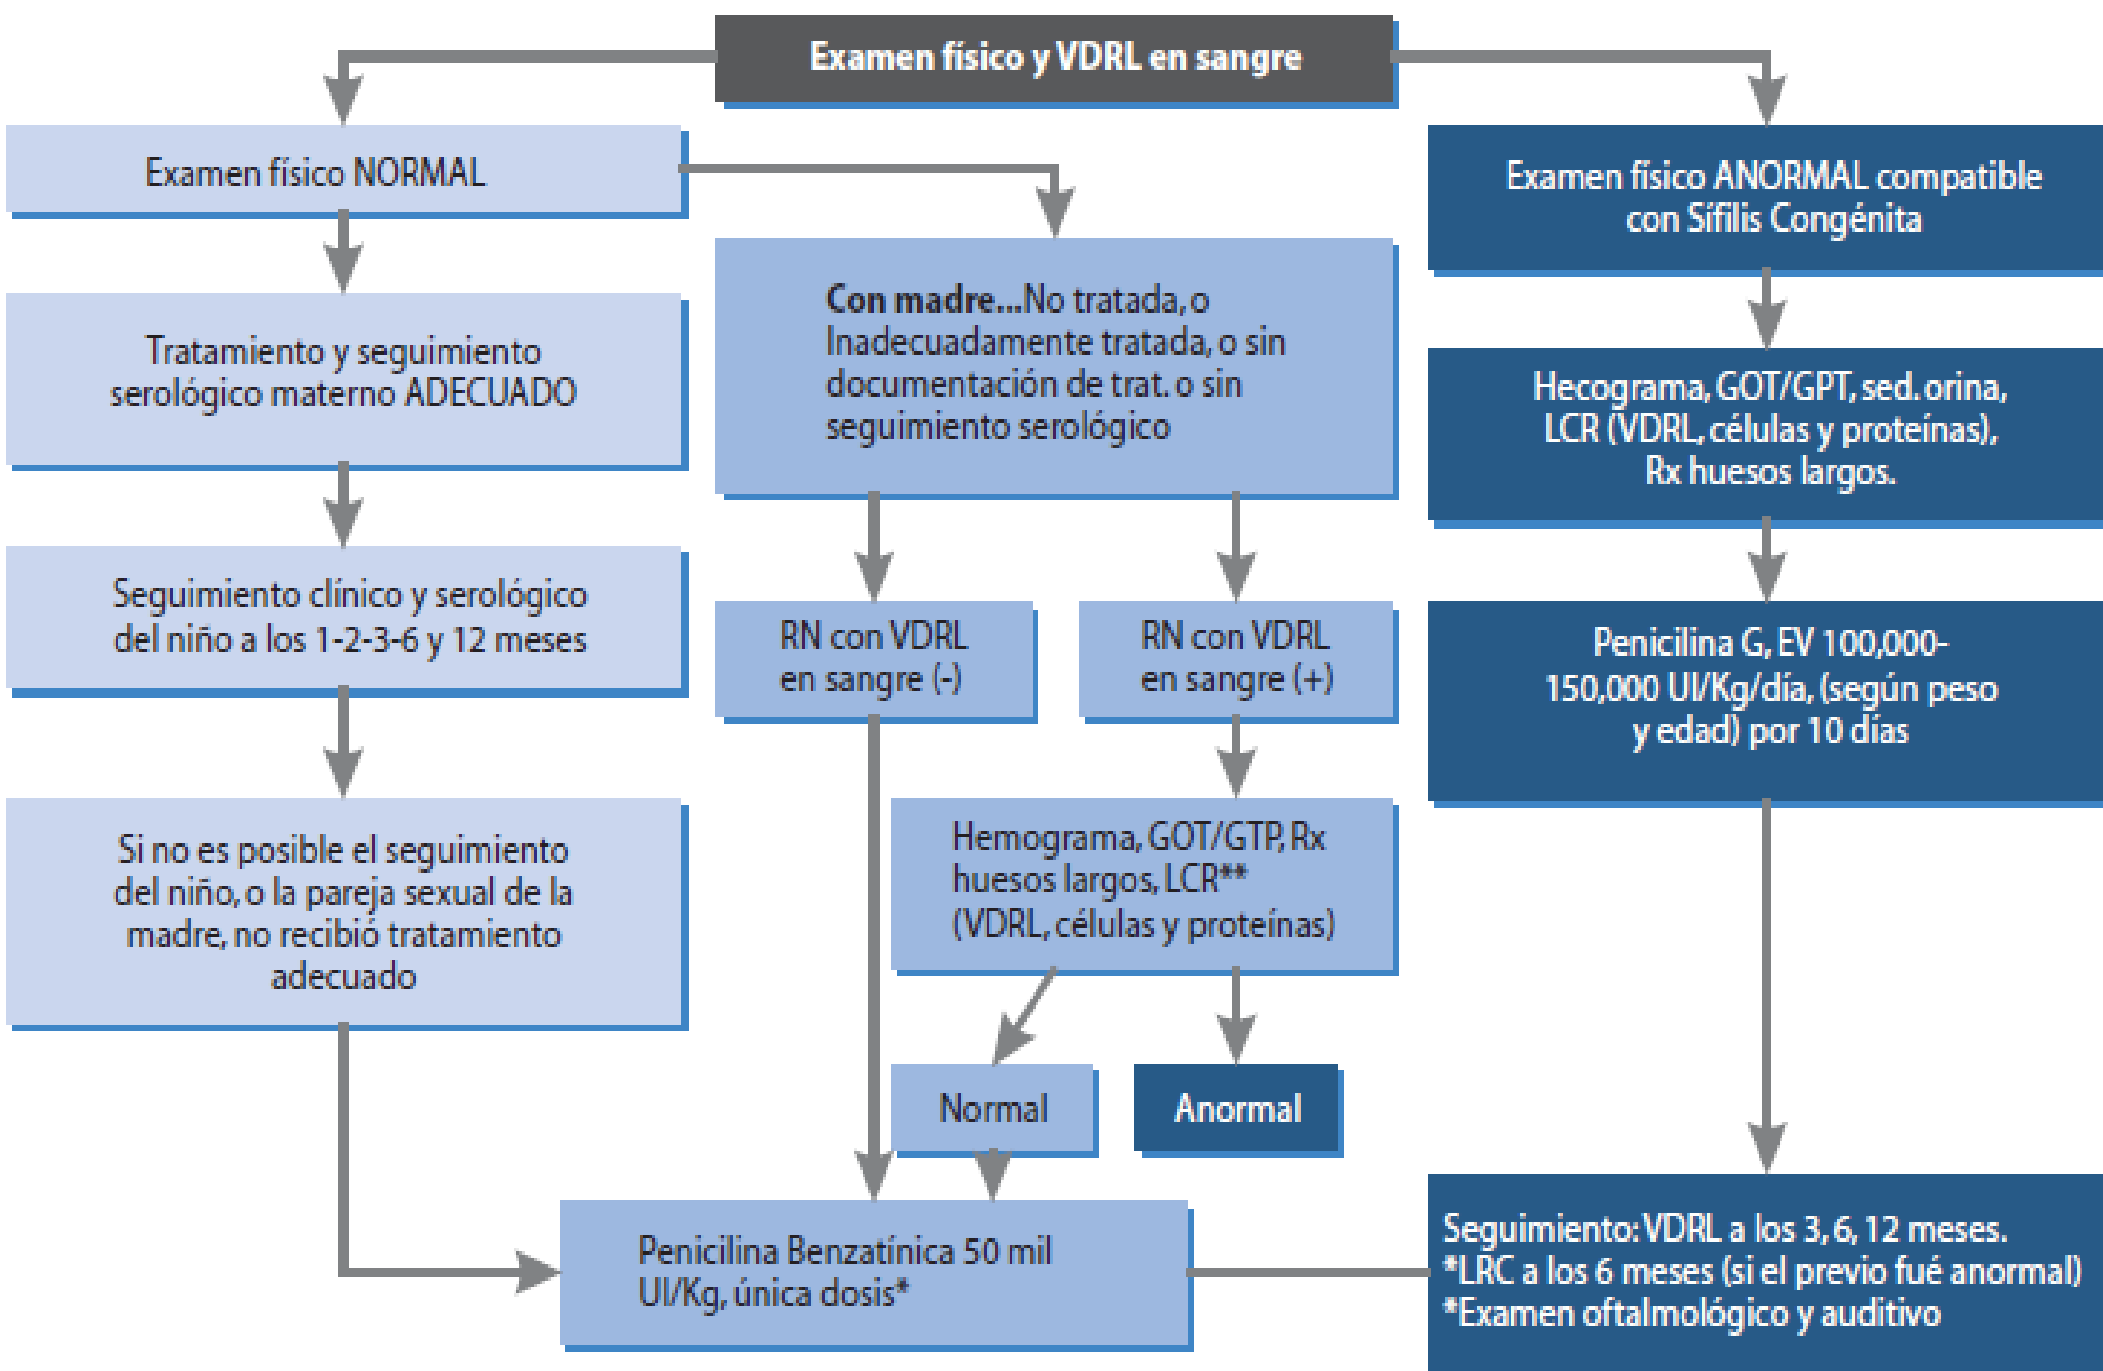 Examen físico y VDRL en sangre
Examen físico NORMAL
Tratamiento y seguimiento
serológico materno ADECUADO
Seguimiento clínico y serológico
del niño a los 1-2-3-6 y 12 meses
Si no es posible el seguimiento
del niño, o la pareja sexual de la
madre, no recibió tratamiento
adecuado
Con madre...No tratada, o
Inadecuadamente tratada, o sin
documentación de trat. o sin
seguimiento serológico
RN con VDRL
en sangre (-)
RN con VDRL
en sangre (+)
Hemograma, GOT/GTP, Rx
huesos largos, LCR**
(VDRL, células y proteínas)
Normal
Anormal
Penicilina Benzatínica 50 mil
UI/Kg, única dosis*
Examen físico ANORMAL compatible
con Sífilis Congénita
Hecograma, GOT/GPT, sed. orina,
LCR (VDRL, células y proteínas),
Rx huesos largos.
Penicilina G, EV 100,000-
150,000 UI/Kg/día, (según peso
y edad) por 10 días
Seguimiento: VDRL a los 3, 6, 12 meses.
*LRC a los 6 meses (si el previo fué anormal)
*Examen oftalmológico y auditivo